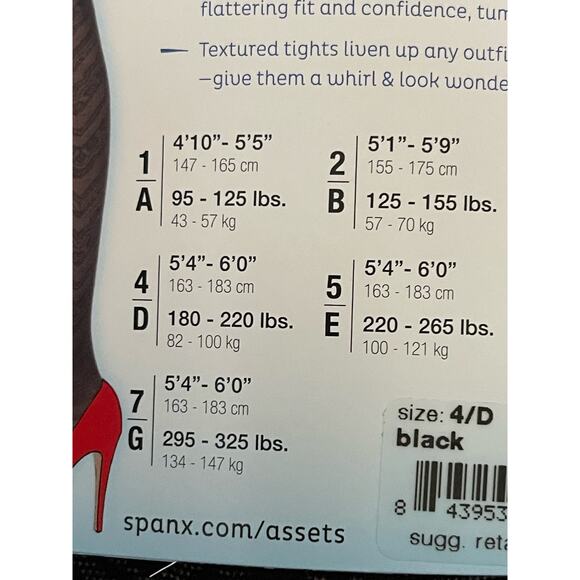 flattering fit and confidence,
— Textured tights liven up any
–give them a whirl & look
1
A
4'10"- 5'5"
147 - 165 cm
95 - 125 lbs.
43 - 57 kg
2
B
5'1"- 5'9"
155 - 175 cm
125 - 155 lbs.
57 - 70 kg
4
D
5'4"- 6'0"
163 - 183 cm
180 - 220 lbs.
82 - 100 kg
5
E
5'4"- 6'0"
163 - 183 cm
220 - 265 lbs.
100 - 121 kg
7
G
5'4"- 6'0"
163 - 183 cm
295 - 325 lbs.
134 - 147 kg
size: 4/D
black
8 43953
sugg.
spanx.com/assets